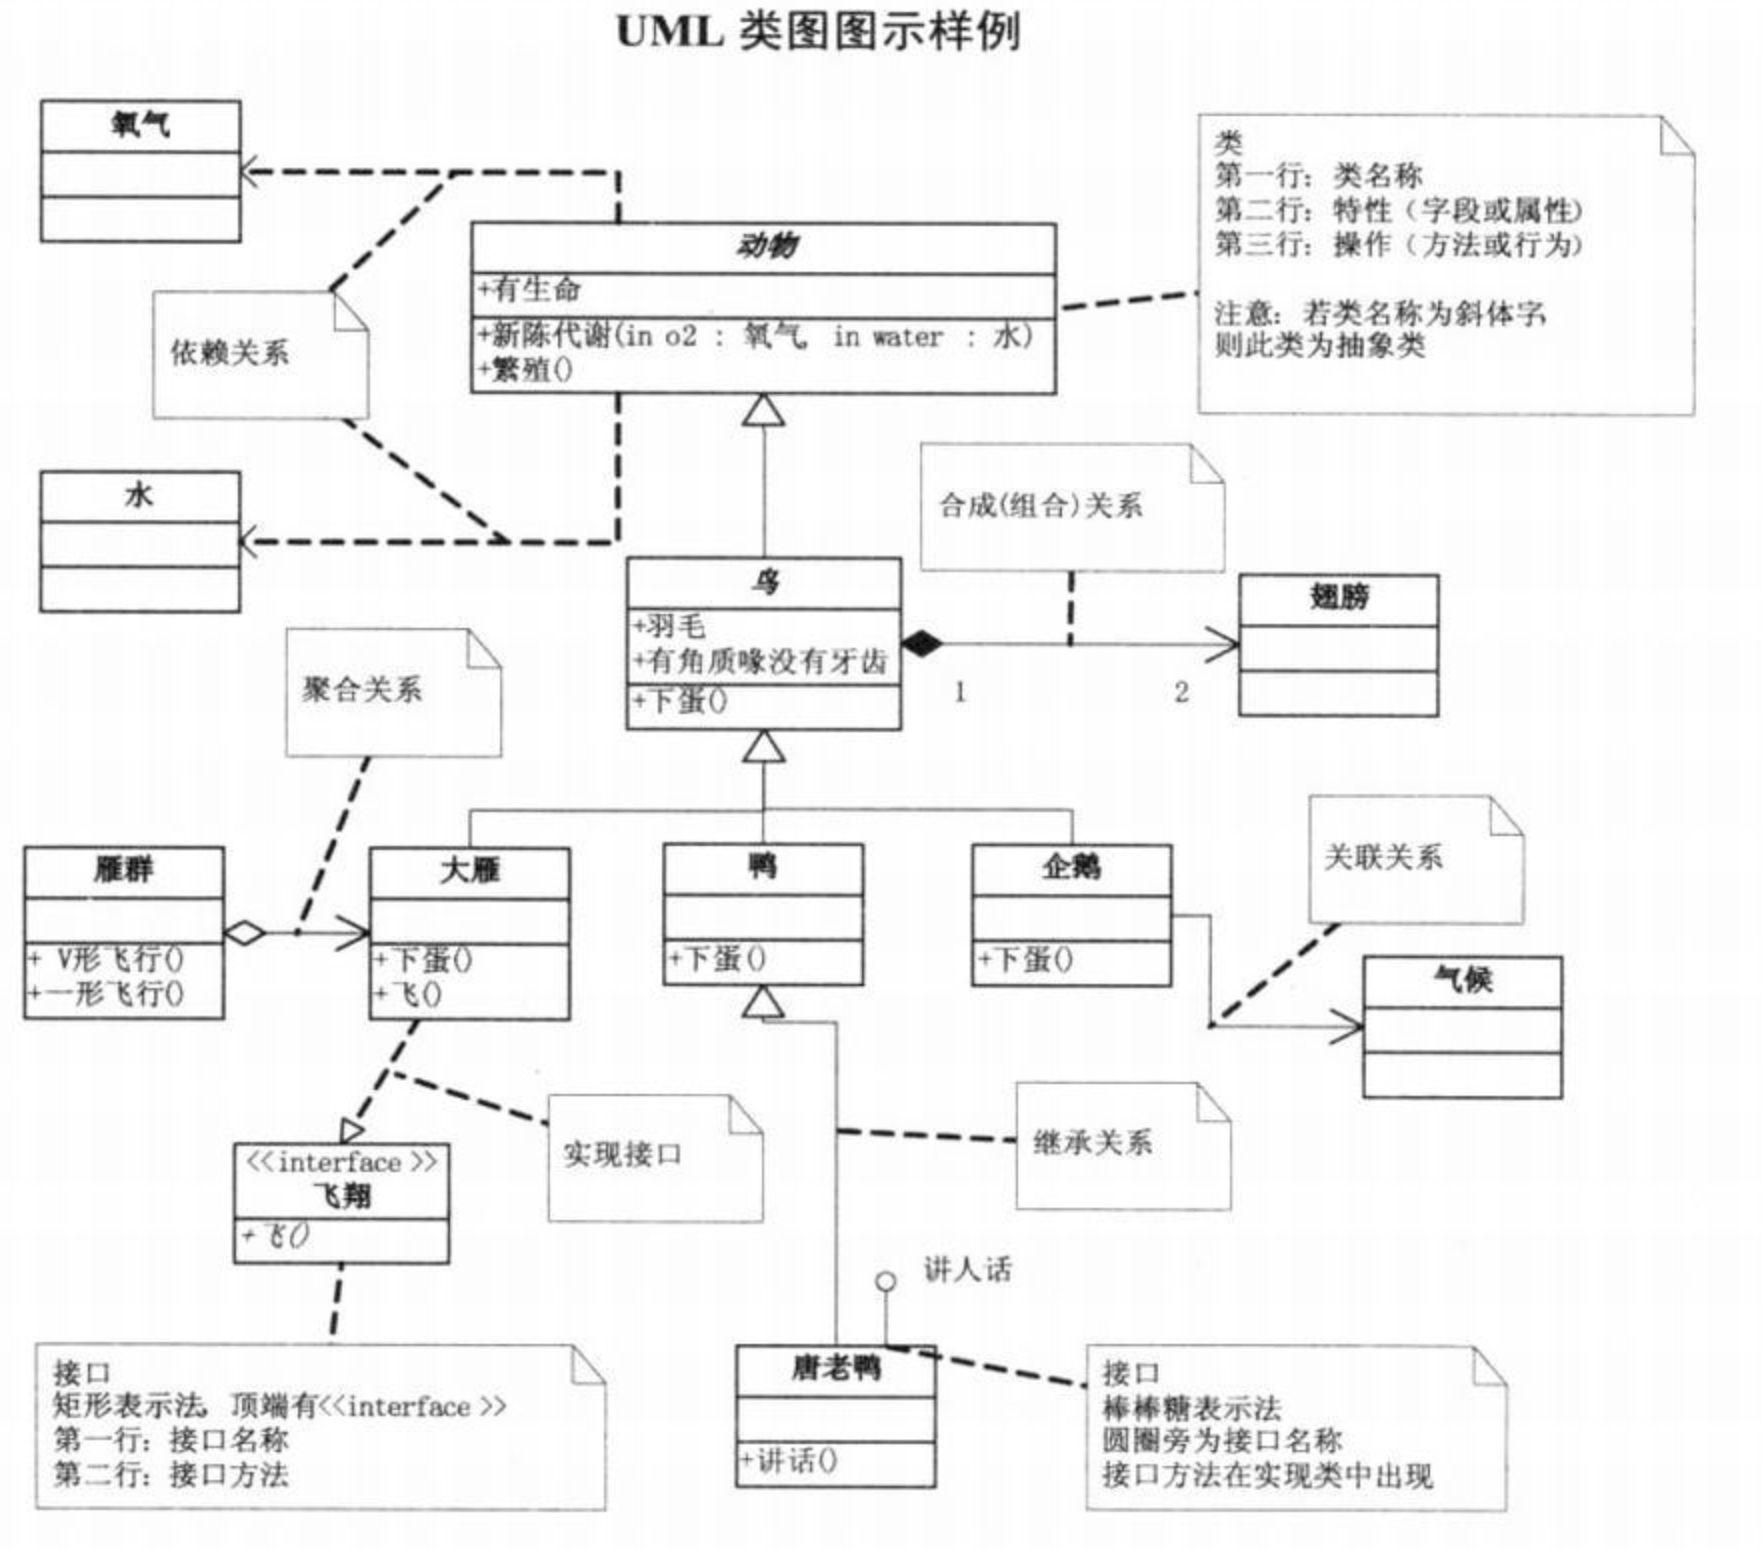 UML 类图图示样例
氧气
类
第一行：类名称
第二行：特性（字段或属性）
第三行：操作（方法或行为）
注意：若类名称为斜体字，
则此类为抽象类
动物
+有生命
+新陈代谢(in o2 : 氧气, in water : 水)
+繁殖()
依赖关系
水
合成(组合)关系
鸟
+羽毛
+有角质喙没有牙齿
+下蛋()
1
2
翅膀
聚合关系
雁群
+ V形飞行()
+一形飞行()
大雁
+下蛋()
+飞()
鸭
+下蛋()
企鹅
+下蛋()
关联关系
气候
<<interface >>
飞翔
+飞()
实现接口
继承关系
讲人话
接口
矩形表示法，顶端有<<interface >>
第一行：接口名称
第二行：接口方法
唐老鸭
+讲话()
接口
棒棒糖表示法
圆圈旁为接口名称
接口方法在实现类中出现